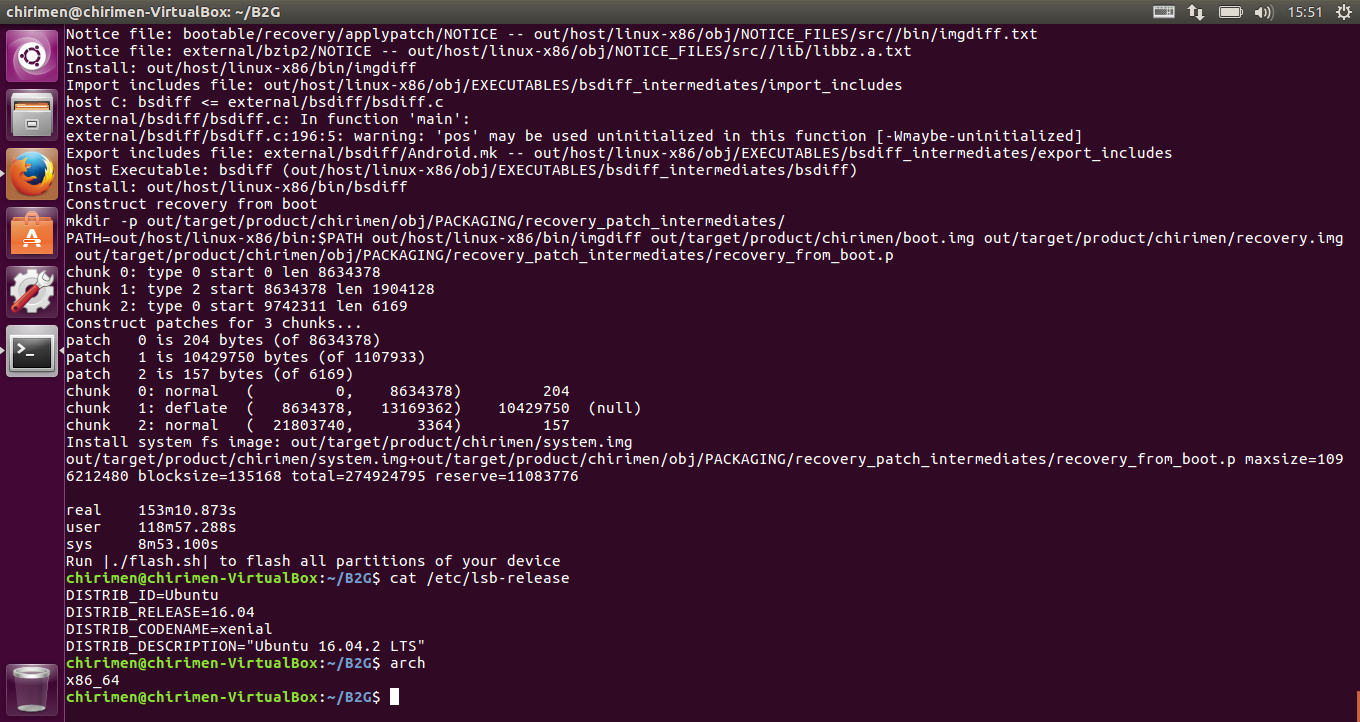 chirimen@chirimen-VirtualBox: ~/B2G
15:51
Notice file: bootable/recovery/applypatch/NOTICE -- out/host/linux-x86/obj/NOTICE_FILES/src//bin/imgdiff.txt
Notice file: external/bzip2/NOTICE -- out/host/linux-x86/obj/NOTICE_FILES/src//lib/libbz.a.txt
Install: out/host/linux-x86/bin/imgdiff
Import includes file: out/host/linux-x86/obj/EXECUTABLES/bsdiff_intermediates/import_includes
host C: bsdiff <= external/bsdiff/bsdiff.c
external/bsdiff/bsdiff.c: In function 'main':
external/bsdiff/bsdiff.c:196:5: warning: 'pos' may be used uninitialized in this function [-Wmaybe-uninitialized]
Export includes file: external/bsdiff/Android.mk -- out/host/linux-x86/obj/EXECUTABLES/bsdiff_intermediates/export_includes
host Executable: bsdiff (out/host/linux-x86/obj/EXECUTABLES/bsdiff_intermediates/bsdiff)
Install: out/host/linux-x86/bin/bsdiff
Construct recovery from boot
mkdir -p out/target/product/chirimen/obj/PACKAGING/recovery_patch_intermediates/
PATH=out/host/linux-x86/bin:$PATH out/host/linux-x86/bin/imgdiff out/target/product/chirimen/boot.img out/target/product/chirimen/recovery.img
 out/target/product/chirimen/obj/PACKAGING/recovery_patch_intermediates/recovery_from_boot.p
chunk 0: type 0 start 0 len 8634378
chunk 1: type 2 start 8634378 len 1904128
chunk 2: type 0 start 9742311 len 6169
Construct patches for 3 chunks...
patch   0 is 204 bytes (of 8634378)
patch   1 is 10429750 bytes (of 1107933)
patch   2 is 157 bytes (of 6169)
chunk   0: normal   (         0,    8634378)         204
chunk   1: deflate  (   8634378,   13169362)    10429750  (null)
chunk   2: normal   (  21803740,       3364)         157
Install system fs image: out/target/product/chirimen/system.img
out/target/product/chirimen/system.img+out/target/product/chirimen/obj/PACKAGING/recovery_patch_intermediates/recovery_from_boot.p maxsize=109
6212480 blocksize=135168 total=274924795 reserve=11083776
real    153m10.873s
user    118m57.288s
sys     8m53.100s
Run |./flash.sh| to flash all partitions of your device
chirimen@chirimen-VirtualBox:~/B2G$ cat /etc/lsb-release
DISTRIB_ID=Ubuntu
DISTRIB_RELEASE=16.04
DISTRIB_CODENAME=xenial
DISTRIB_DESCRIPTION="Ubuntu 16.04.2 LTS"
chirimen@chirimen-VirtualBox:~/B2G$ arch
x86_64
chirimen@chirimen-VirtualBox:~/B2G$